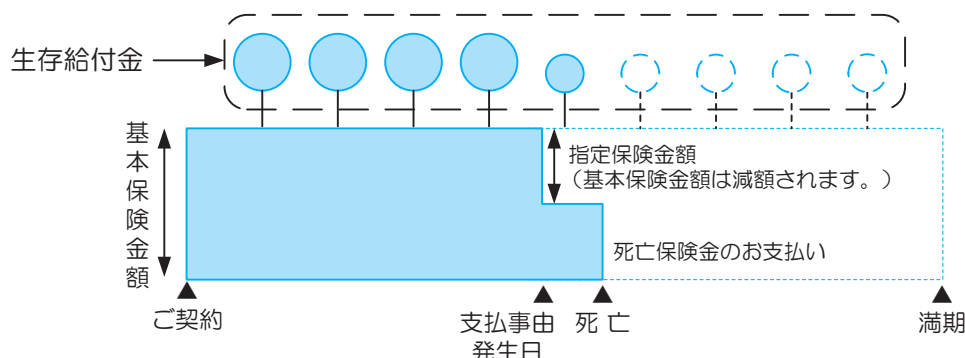 生存給付金
基本保険金額
指定保険金額
（基本保険金額は減額されます。）
死亡保険金のお支払い
ご契約
支払事由
発生日
死 亡
満期